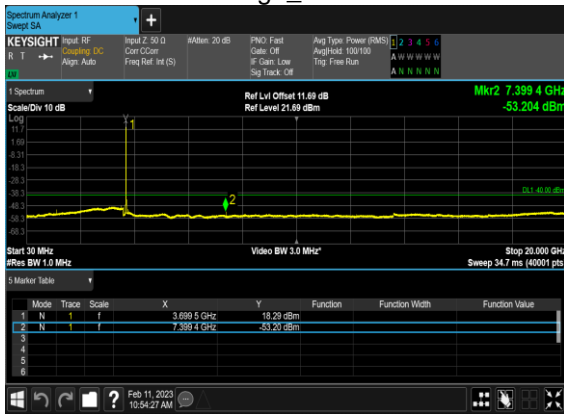 Spectrum Analyzer 1
Swept SA
KEYSIGHT Input: RF Input Z: 50 Ω #Atten: 20 dB PNO: Fast Avg Type: Power (RMS) 1 2 3 4 5 6
R T Coupling: DC Corr CCorr Gate: Off Avg|Hold: 100/100 A W W W W W
Align: Auto Freq Ref: Int (S) IF Gain: Low Trig: Free Run
Sig Track: Off A N N N N N
1 Spectrum Ref Lvl Offset 11.69 dB Mkr2 7.399 4 GHz
Scale/Div 10 dB Ref Level 21.69 dBm -53.204 dBm
Log
11.7
1.69
-8.31
-18.3
-28.3
-38.3
-48.3
-58.3
-68.3
1
2
DL1 -40.00 dBm
Start 30 MHz Video BW 3.0 MHz* Stop 20.000 GHz
#Res BW 1.0 MHz Sweep 34.7 ms (40001 pts
5 Marker Table
Mode Trace Scale X Y Function Function Width Function Value
1 N 1 f 3.699 5 GHz 18.29 dBm
2 N 1 f 7.399 4 GHz -53.20 dBm
3
4
5
6
? Feb 11, 2023
10:54:27 AM